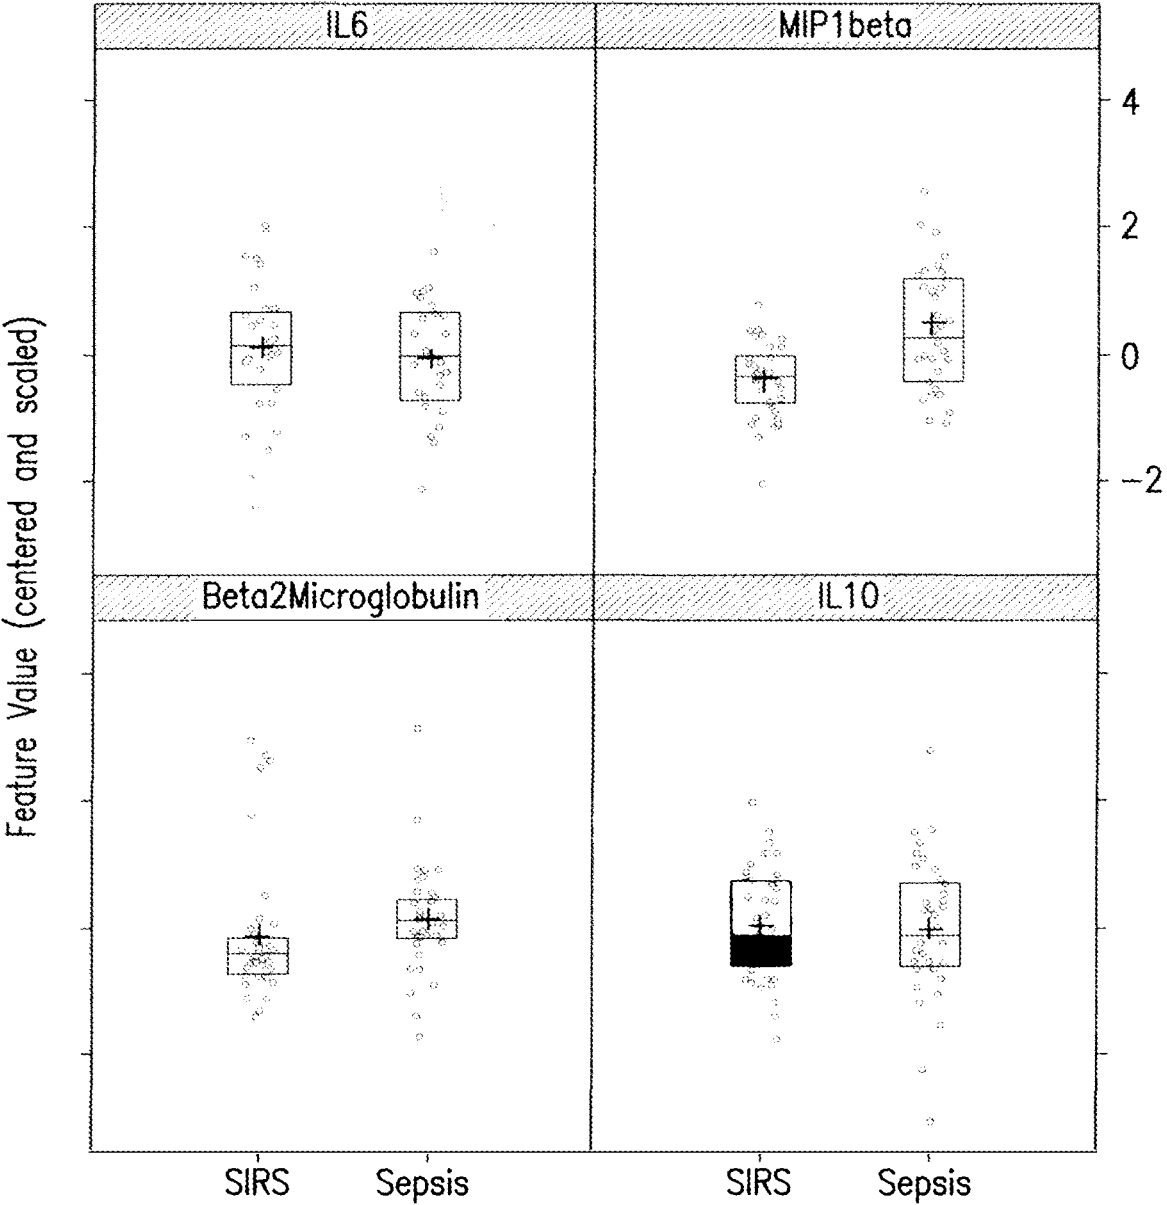 IL6
MIP1beta
4
2
0
-2
Feature Value (centered and scaled)
Beta2Microglobulin
IL10
SIRS
Sepsis
SIRS
Sepsis